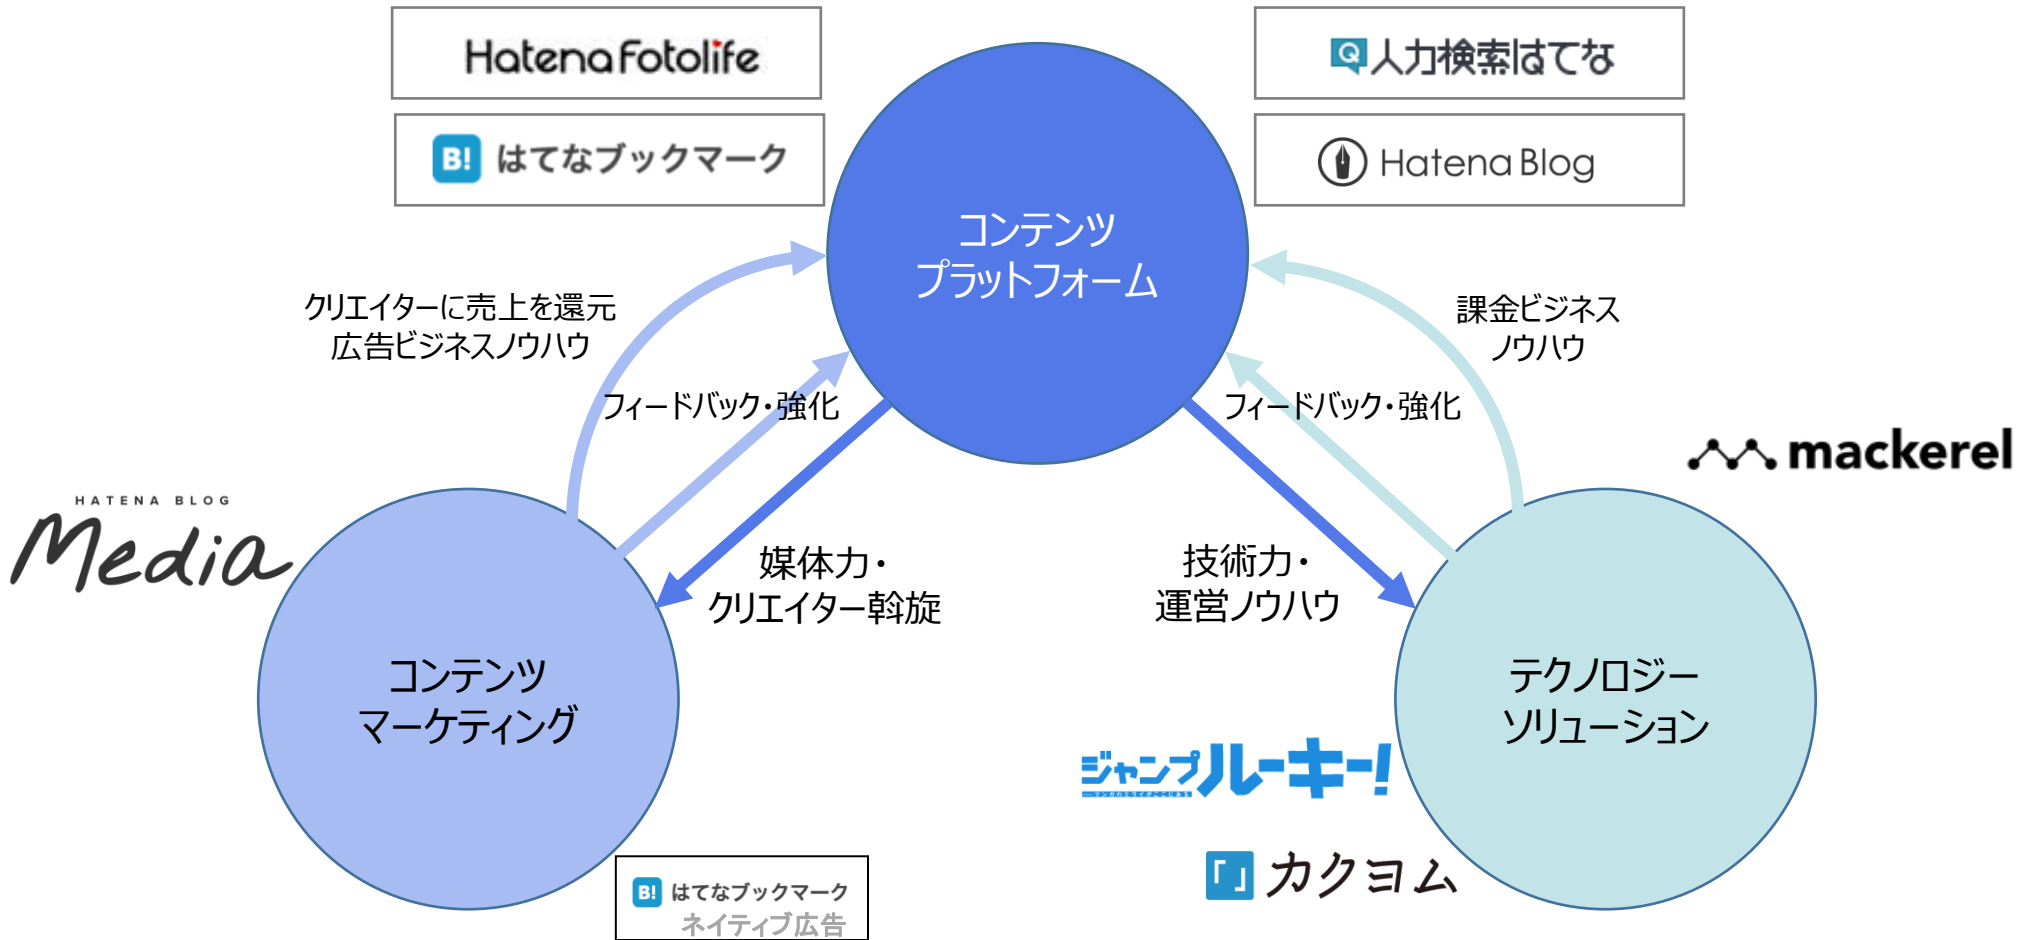 Hatena Fotolife
人力検索はてな
B! はてなブックマーク
Hatena Blog
コンテンツ
プラットフォーム
クリエイターに売上を還元
広告ビジネスノウハウ
課金ビジネス
ノウハウ
フィードバック・強化
フィードバック・強化
mackerel
HATENA BLOG
Media
媒体力・
クリエイター斡旋
技術力・
運営ノウハウ
コンテンツ
マーケティング
テクノロジー
ソリューション
ジャンプルーキー!
「」カクヨム
B! はてなブックマーク
ネイティブ広告